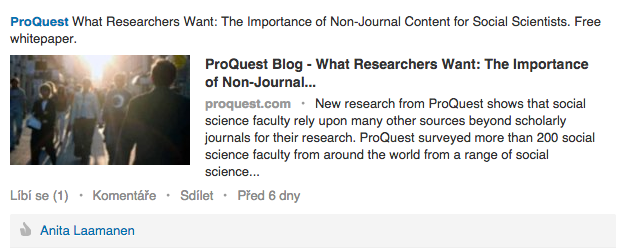 ProQuest What Researchers Want: The Importance of Non-Journal Content for Social Scientists. Free
whitepaper.
ProQuest Blog - What Researchers Want: The Importance
of Non-Journal...
proquest.com · New research from ProQuest shows that social
science faculty rely upon many other sources beyond scholarly
journals for their research. ProQuest surveyed more than 200 social
science faculty from around the world from a range of social
science...
Líbí se (1) · Komentáře · Sdílet · Před 6 dny
Anita Laamanen